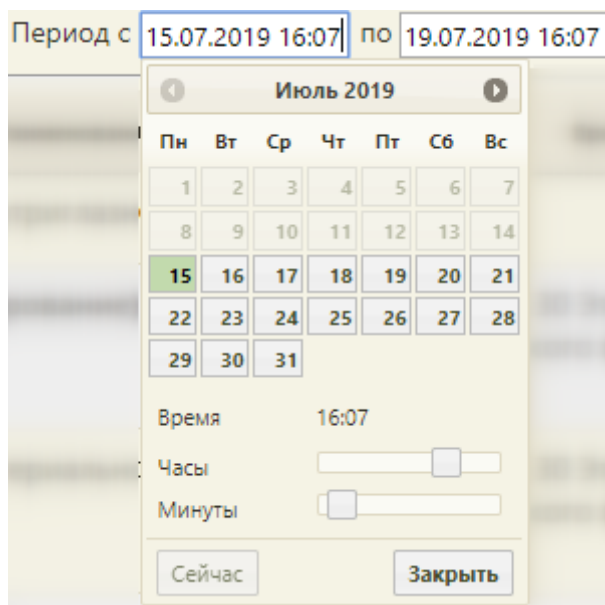 Период с 15.07.2019 16:07 по 19.07.2019 16:07
Июль 2019
Пн Вт Ср Чт Пт Сб Вс
1 2 3 4 5 6 7
8 9 10 11 12 13 14
15 16 17 18 19 20 21
22 23 24 25 26 27 28
29 30 31
Время 16:07
Часы
Минуты
Сейчас Закрыть